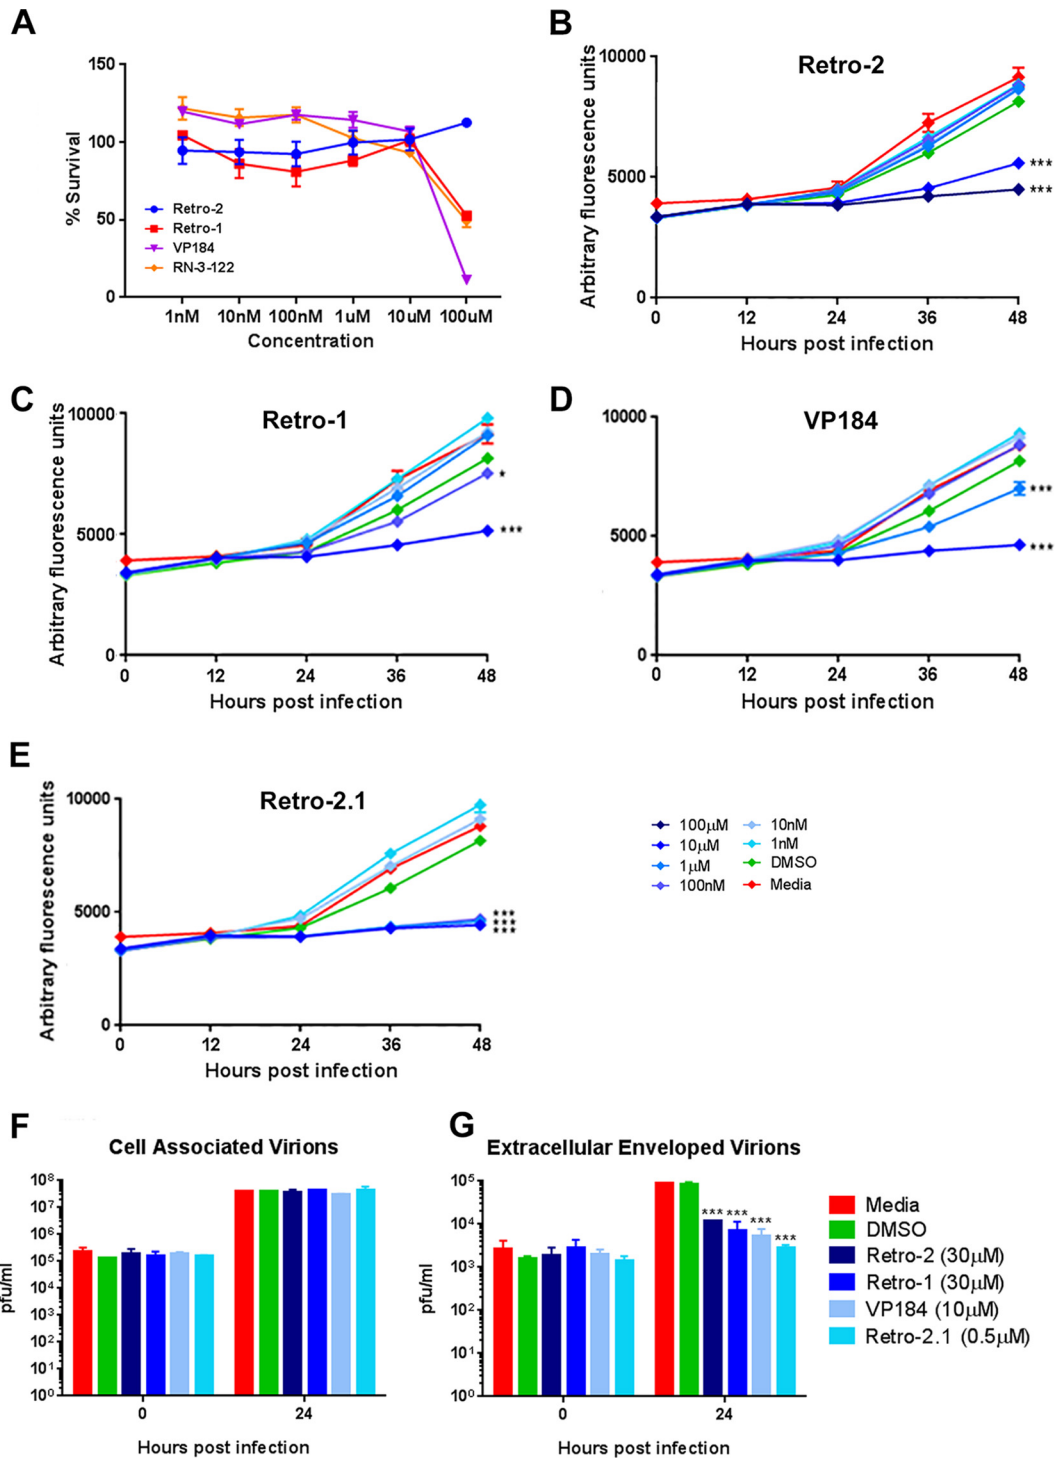 A
150
100
50
0
% Survival
Retro-2
Retro-1
VP184
RN-3-122
1nM 10nM 100nM 1uM 10uM 100uM
Concentration
B
Retro-2
10000
5000
0
Arbitrary fluorescence units
***
***
0 12 24 36 48
Hours post infection
C
Retro-1
10000
5000
0
Arbitrary fluorescence units
*
***
0 12 24 36 48
Hours post infection
D
VP184
10000
5000
0
Arbitrary fluorescence units
***
***
0 12 24 36 48
Hours post infection
E
Retro-2.1
10000
5000
0
Arbitrary fluorescence units
***
***
***
0 12 24 36 48
Hours post infection
100μM 10nM
10μM 1nM
1μM DMSO
100nM Media
F
Cell Associated Virions
10⁸
10⁷
10⁶
10⁵
10⁴
10³
10²
10¹
10⁰
pfu/ml
0 24
Hours post infection
G
Extracellular Enveloped Virions
10⁵
10⁴
10³
10²
10¹
10⁰
pfu/ml
*** *** *** ***
0 24
Hours post infection
Media
DMSO
Retro-2 (30μM)
Retro-1 (30μM)
VP184 (10μM)
Retro-2.1 (0.5μM)